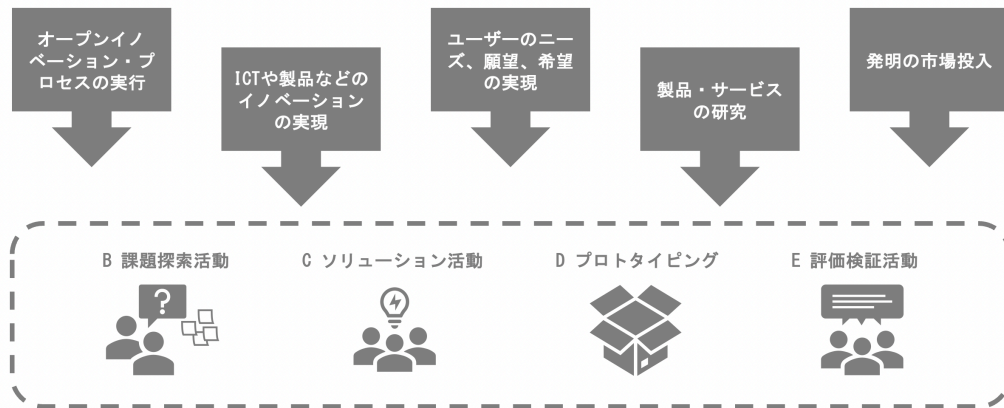 オープンイノ
ベーション・プ
ロセスの実行
ICTや製品などの
イノベーション
の実現
ユーザーのニー
ズ、願望、希望
の実現
製品・サービス
の研究
発明の市場投入
B 課題探索活動
C ソリューション活動
D プロトタイピング
E 評価検証活動
?